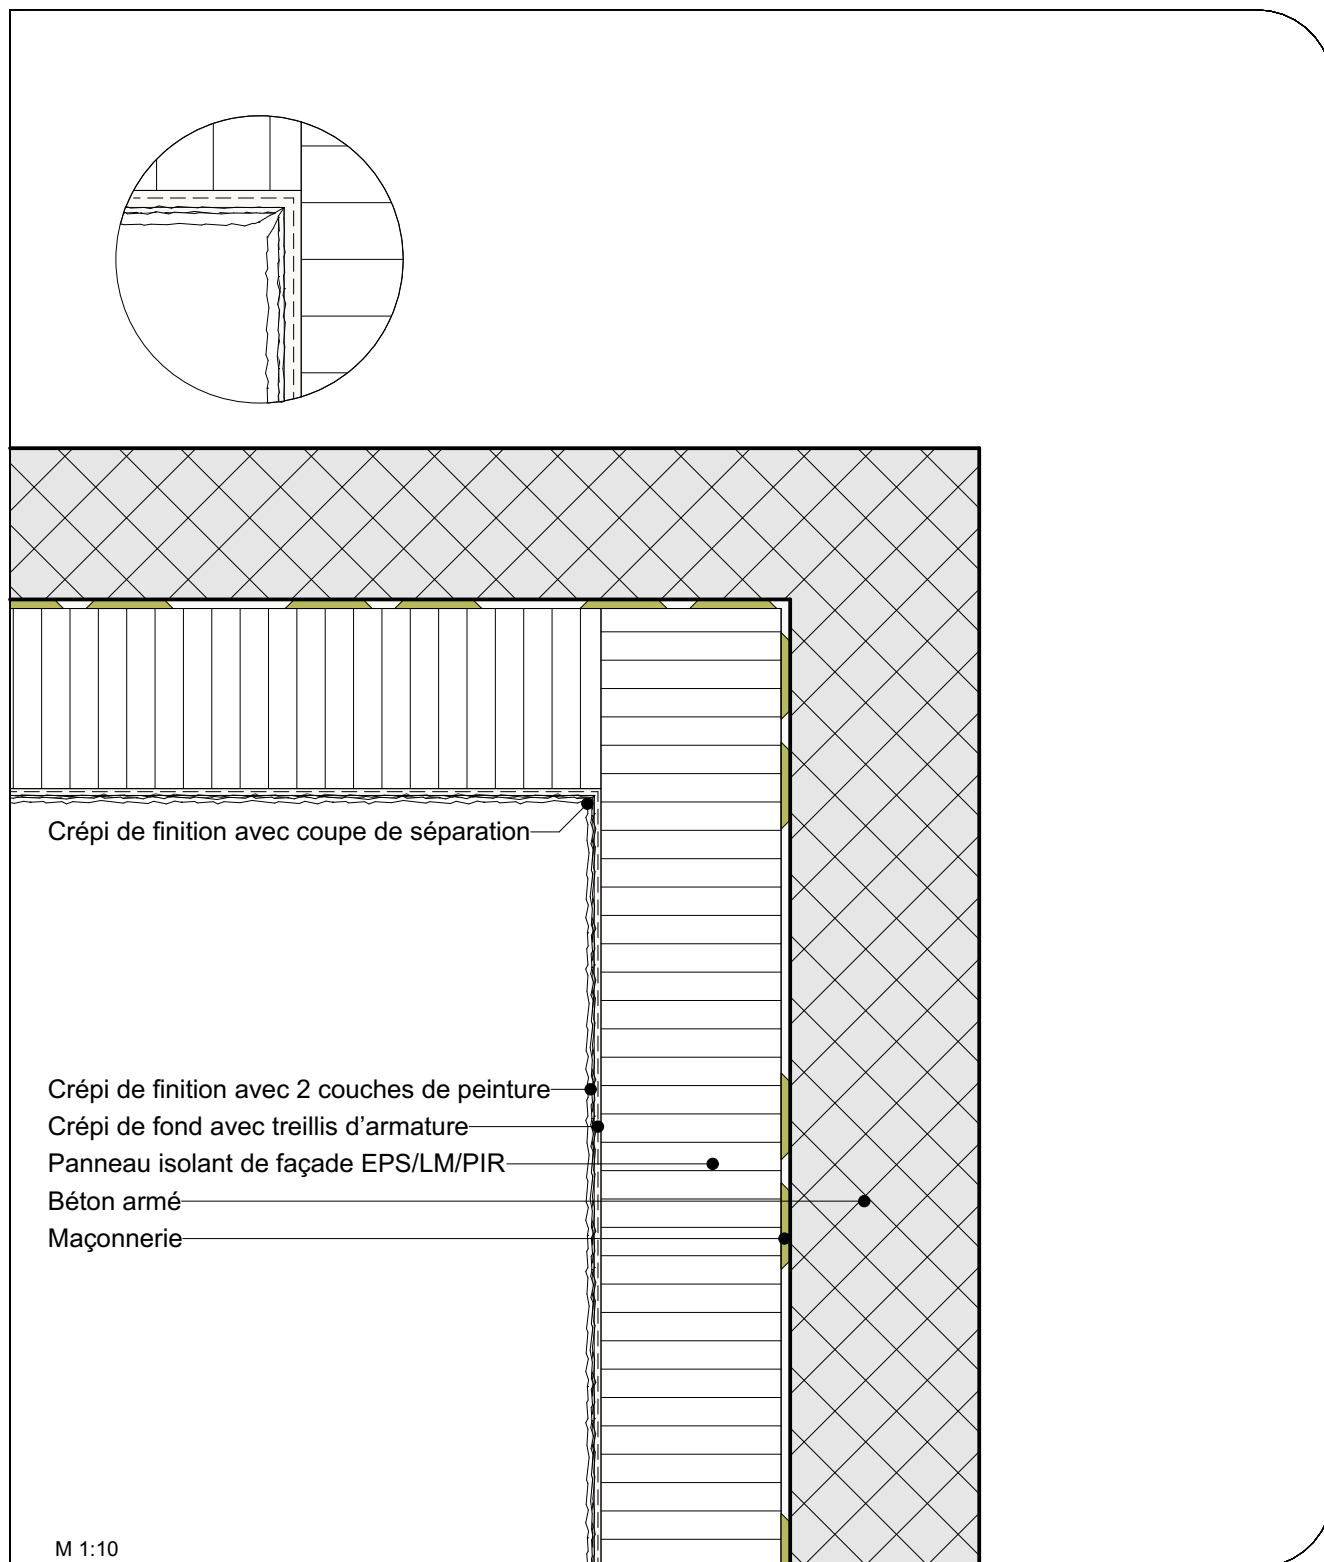 Crépi de finition avec coupe de séparation
Crépi de finition avec 2 couches de peinture
Crépi de fond avec treillis d’armature
Panneau isolant de façade EPS/LM/PIR
Béton armé
Maçonnerie
M 1:10